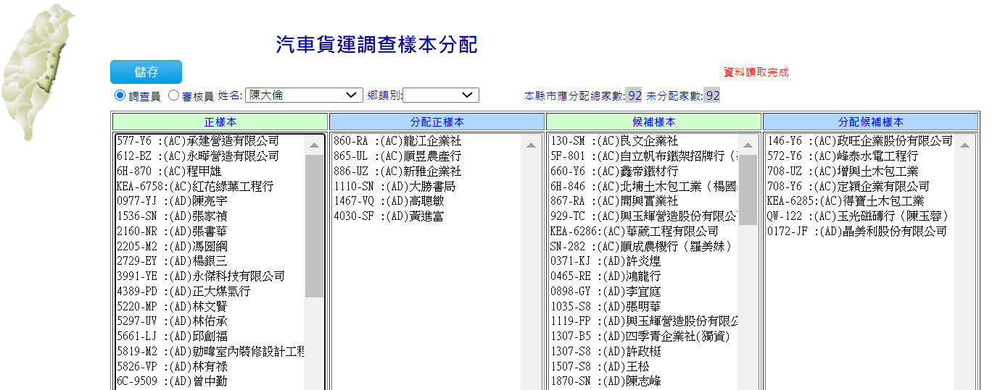 汽車貨運調查樣本分配
儲存
資料讀取完成
調查員 審核員 姓名: 陳大倫 鄉鎮別: 本縣市應分配總家數: 92 未分配家數: 92
正樣本 分配正樣本 候補樣本 分配候補樣本
577-Y6 :(AC)承建營造有限公司
612-BZ :(AC)永曄營造有限公司
6H-870 :(AC)程甲雄
KEA-6758:(AC)紅花綠葉工程行
0977-YJ :(AD)陳亮宇
1536-SN :(AD)張家禎
2160-NR :(AD)張書華
2205-M2 :(AD)馮圀綱
2729-EY :(AD)楊銀三
3991-YE :(AD)永傑科技有限公司
4389-PD :(AD)正大煤氣行
5220-MP :(AD)林文賢
5297-UV :(AD)林佑承
5661-LJ :(AD)邱創福
5819-M2 :(AD)勍暐室內裝修設計工程
5826-VP :(AD)林有祿
6C-9509 :(AD)曾中勤
860-RA :(AC)龍江企業社
865-UL :(AC)順昱農產行
886-UZ :(AC)新雅企業社
1110-SN :(AD)大勝書局
1467-VQ :(AD)高聰敏
4030-SF :(AD)黃進富
130-SM :(AC)良文企業社
5F-801 :(AC)自立帆布鐵架招牌行（
660-Y6 :(AC)鑫帝鐵材行
6H-846 :(AC)北埔土木包工業（楊國
867-RA :(AC)開興實業社
929-TC :(AC)興玉輝營造股份有限公
KEA-6286:(AC)華葳工程有限公司
SN-282 :(AC)順成農機行（羅美妹）
0371-KJ :(AD)許炎煌
0465-RE :(AD)鴻龍行
0898-GY :(AD)李宜庭
1035-S8 :(AD)張明華
1119-FP :(AD)興玉輝營造股份有限公
1307-B5 :(AD)四季青企業社(獨資)
1307-S8 :(AD)許政梃
1507-S8 :(AD)王松
1870-SN :(AD)陳志峰
146-Y6 :(AC)政旺企業股份有限公司
572-Y6 :(AC)峰泰水電工程行
708-UZ :(AC)增興土木包工業
708-Y6 :(AC)定穎企業有限公司
KEA-6285:(AC)得寶土木包工業
QW-122 :(AC)玉光磁磚行（陳玉蓉）
0172-JF :(AD)晶美利股份有限公司